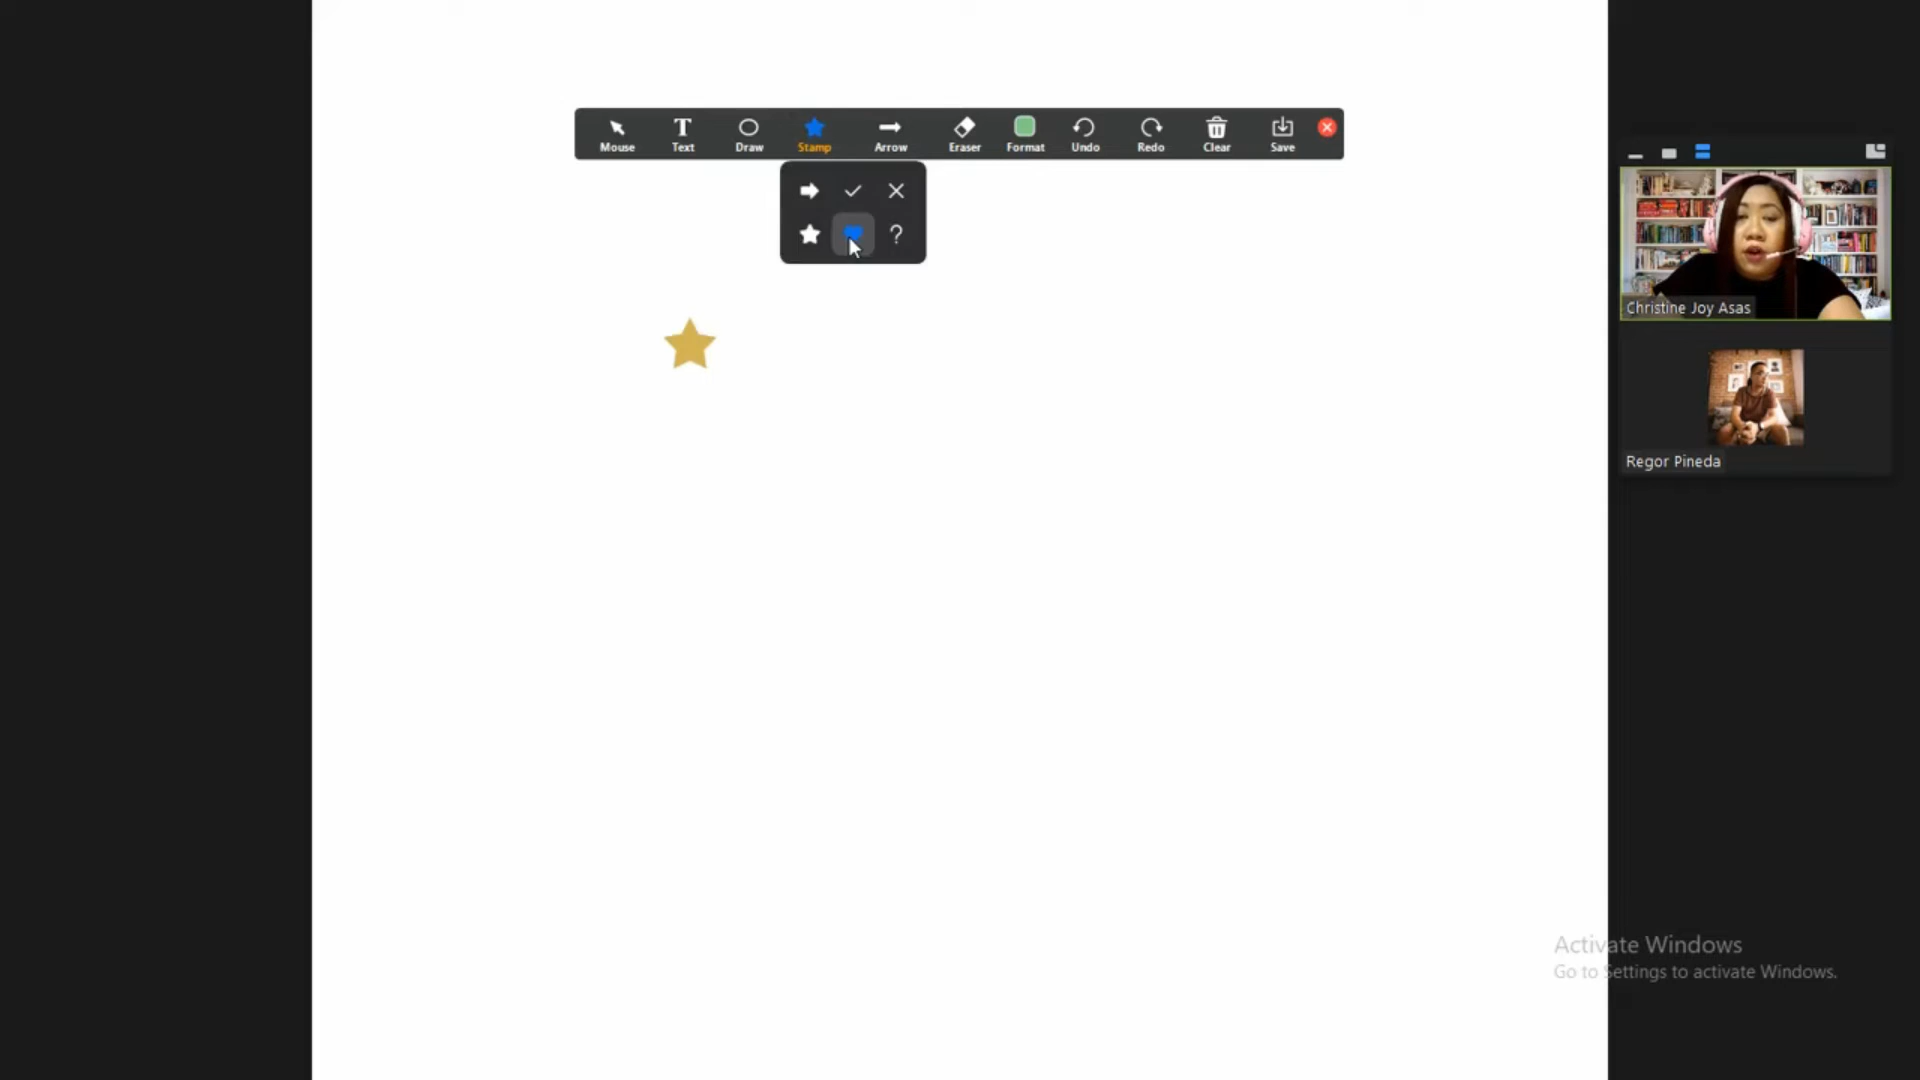 Mouse Text Draw Stamp Arrow Eraser Format Undo Redo Clear Save
Christine Joy Asas
Regor Pineda
Activate Windows
Go to Settings to activate Windows.